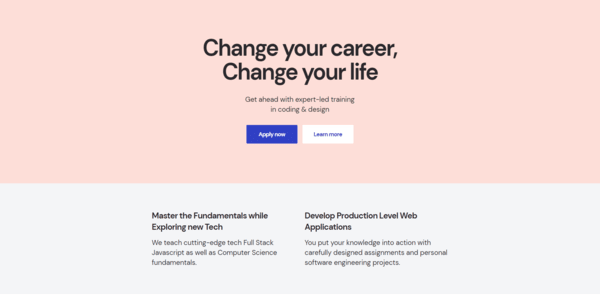 Change your career,
Change your life
Get ahead with expert-led training
in coding & design
Apply now
Learn more
Master the Fundamentals while
Exploring new Tech
We teach cutting-edge tech Full Stack
Javascript as well as Computer Science
fundamentals.
Develop Production Level Web
Applications
You put your knowledge into action with
carefully designed assignments and personal
software engineering projects.